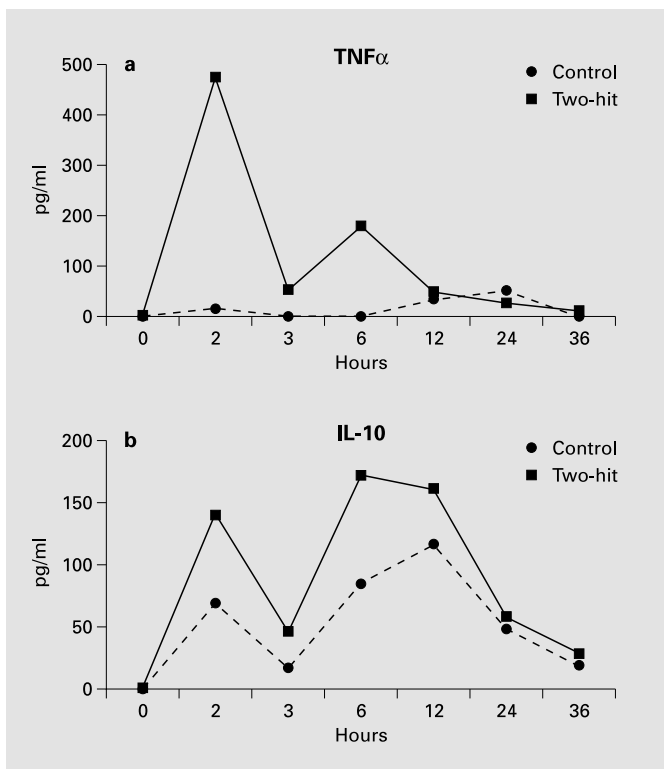 a
TNFα
Control
Two-hit
pg/ml
500
400
300
200
100
0
0 2 3 6 12 24 36
Hours
b
IL-10
Control
Two-hit
pg/ml
200
150
100
50
0
0 2 3 6 12 24 36
Hours